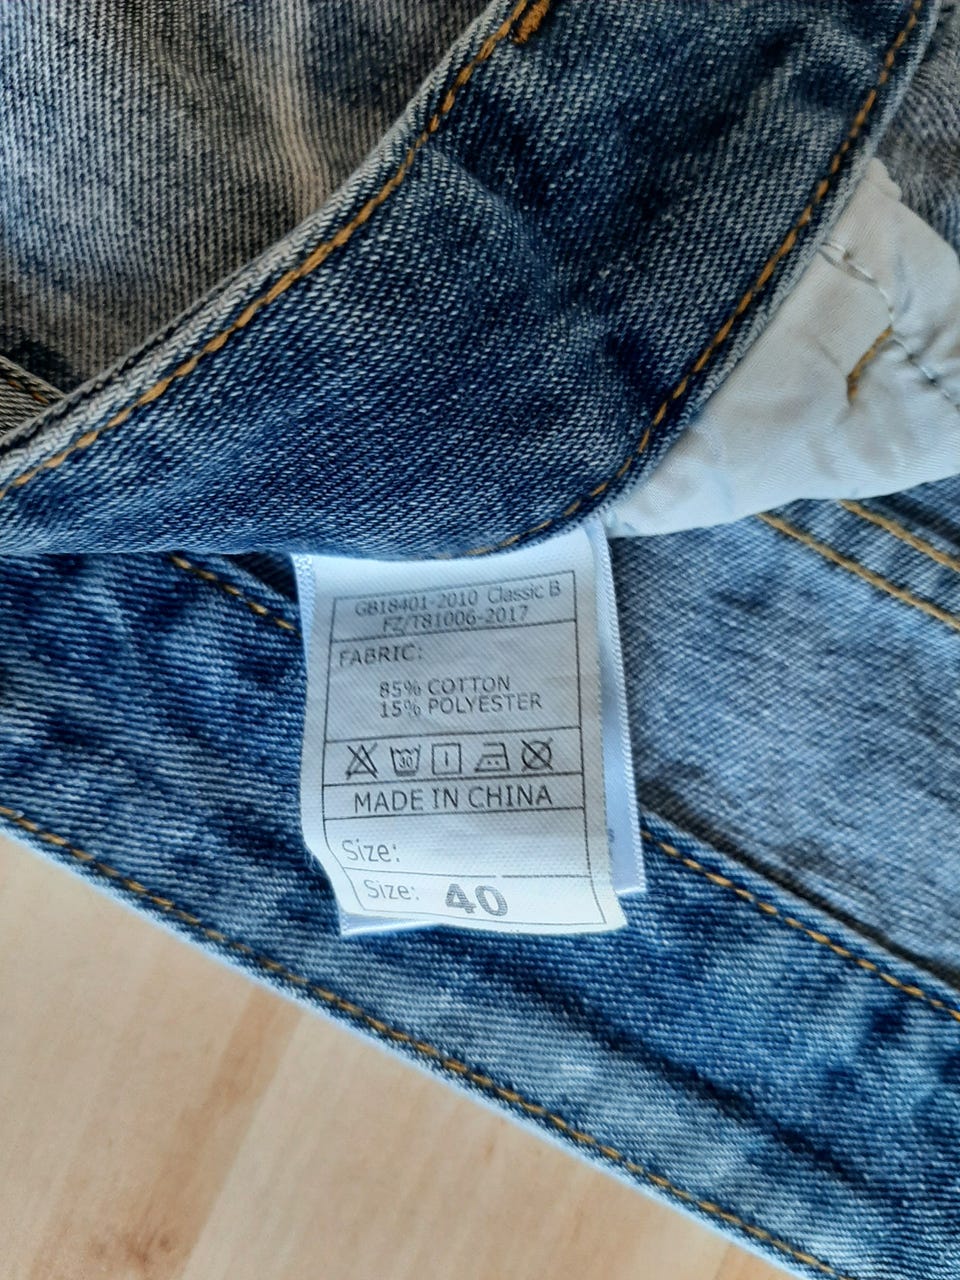 GB18401-2010 Classic B
FZ/T81006-2017
FABRIC:
85% COTTON
15% POLYESTER
30
MADE IN CHINA
Size:
Size: 40